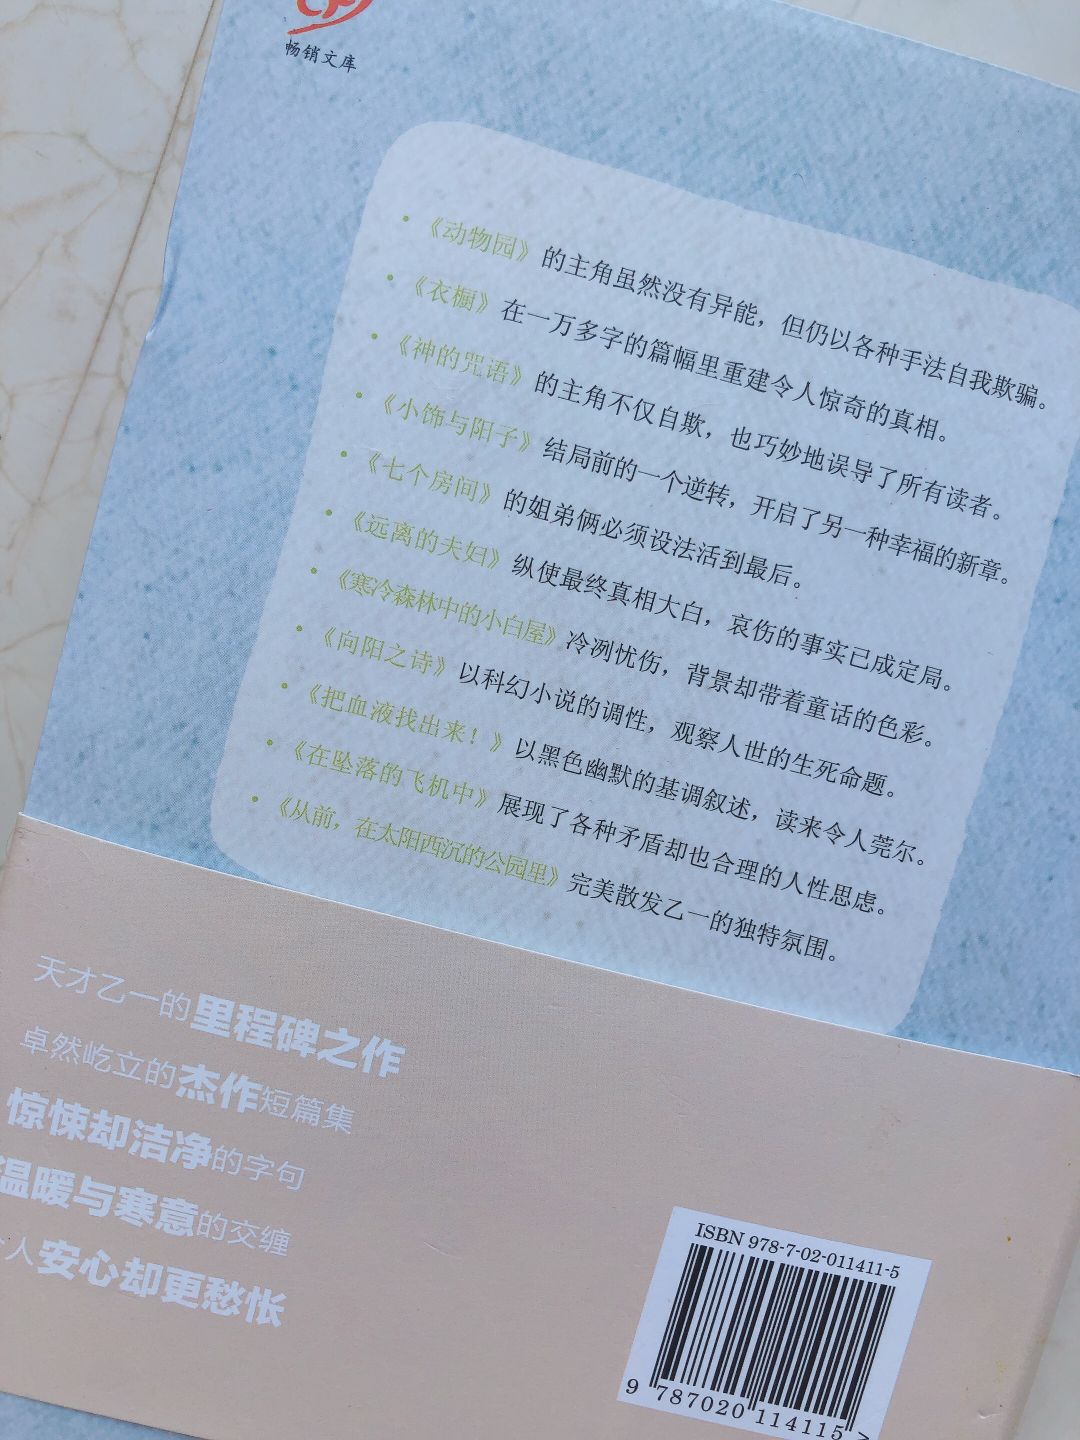 畅销文库
•《动物园》的主角虽然没有异能，但仍以各种手法自我欺骗。
•《衣橱》在一万多字的篇幅里重建令人惊奇的真相。
•《神的咒语》的主角不仅自欺，也巧妙地误导了所有读者。
•《小饰与阳子》结局前的一个逆转，开启了另一种幸福的新章。
•《七个房间》的姐弟俩必须设法活到最后。
•《远离的夫妇》纵使最终真相大白，哀伤的事实已成定局。
•《寒冷森林中的小白屋》冷冽忧伤，背景却带着童话的色彩。
•《向阳之诗》以科幻小说的调性，观察人世的生死命题。
•《把血液找出来！》以黑色幽默的基调叙述，读来令人莞尔。
•《在坠落的飞机中》展现了各种矛盾却也合理的人性思虑。
•《从前，在太阳西沉的公园里》完美散发乙一的独特氛围。
天才乙一的里程碑之作
卓然屹立的杰作短篇集
惊悚却洁净的字句
温暖与寒意的交缠
人安心却更愁怅
ISBN 978-7-02-011411-5
9 787020 114115 >